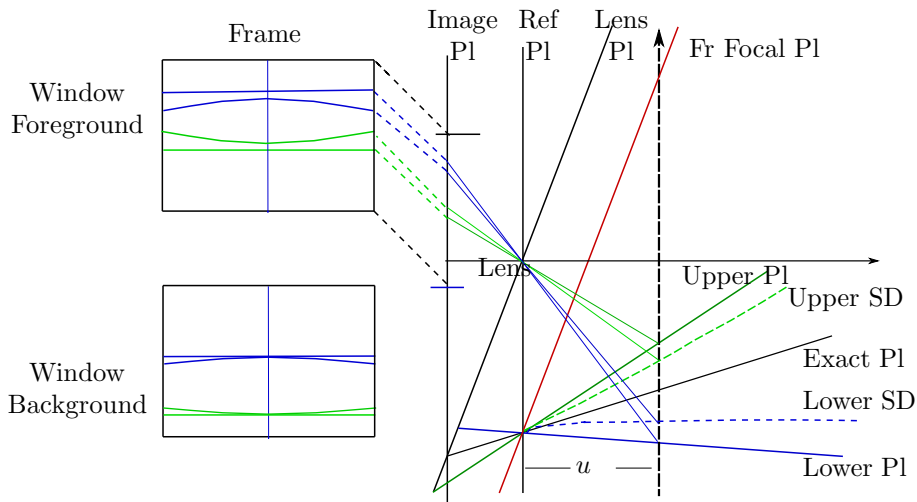 Frame
Image Pl
Ref Pl
Lens Pl
Fr Focal Pl
Window Foreground
Lens
Upper Pl
Upper SD
Exact Pl
Lower SD
Lower Pl
Window Background
u